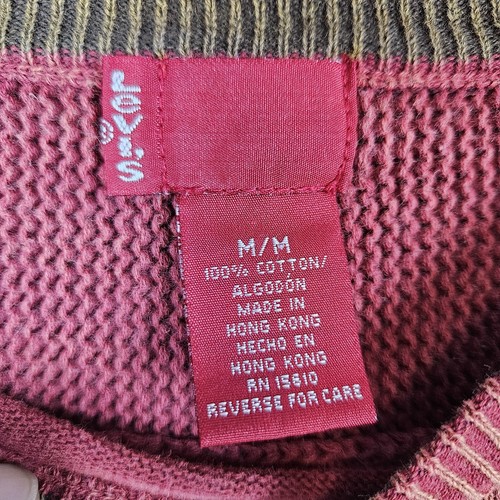 Levi's
®
M/M
100% COTTON/
ALGODÓN
MADE IN
HONG KONG
HECHO EN
HONG KONG
RN 15610
REVERSE FOR CARE